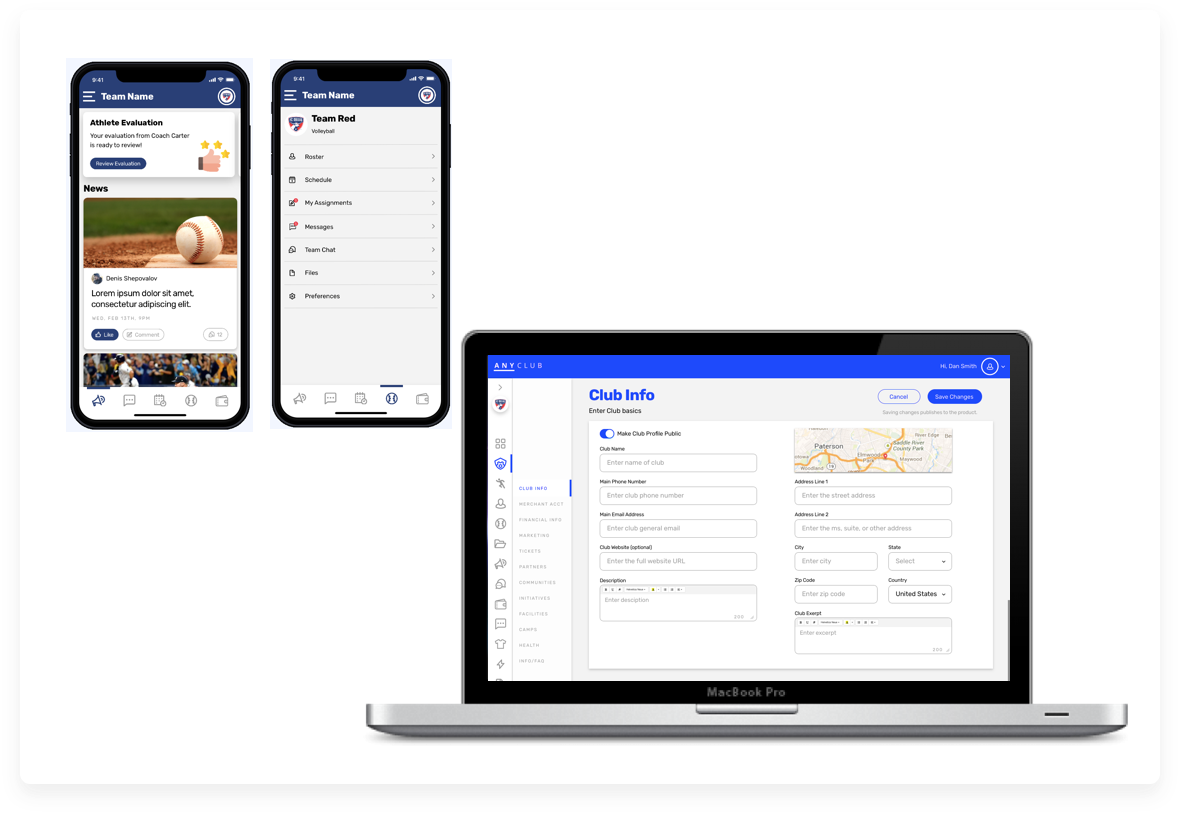 9:41
Team Name
Athlete Evaluation
Your evaluation from Coach Carter
is ready to review!
Review Evaluation
News
Denis Shepovalov
Lorem ipsum dolor sit amet,
consectetur adipiscing elit.
WED, FEB 12TH, 9PM
Like
Comment
12
9:41
Team Name
Team Red
Volleyball
Roster
Schedule
My Assignments
Messages
Team Chat
Files
Preferences
ANYCLUB
Hi, Dan Smith
CLUB INFO
MERCHANT ACCT
FINANCIAL INFO
MARKETING
TICKETS
PARTNERS
COMMUNITIES
INITIATIVES
FACILITIES
CAMPS
HEALTH
INFO/FAQ
Club Info
Enter Club basics
Cancel
Save Changes
Saving changes publishes to the product.
Make Club Profile Public
Club Name
Enter name of club
Main Phone Number
Enter club phone number
Main Email Address
Enter club general email
Club Website (optional)
Enter the full website URL
Description
Enter desciption
200
River Edge
Paterson
Saddle River
County Park
Elmwood
Park
Maywood
Woodland
Address Line 1
Enter the street address
Address Line 2
Enter the ms, suite, or other address
City
State
Enter city
Select
Zip Code
Country
Enter zip code
United States
Club Exerpt
Enter excerpt
200
MacBook Pro